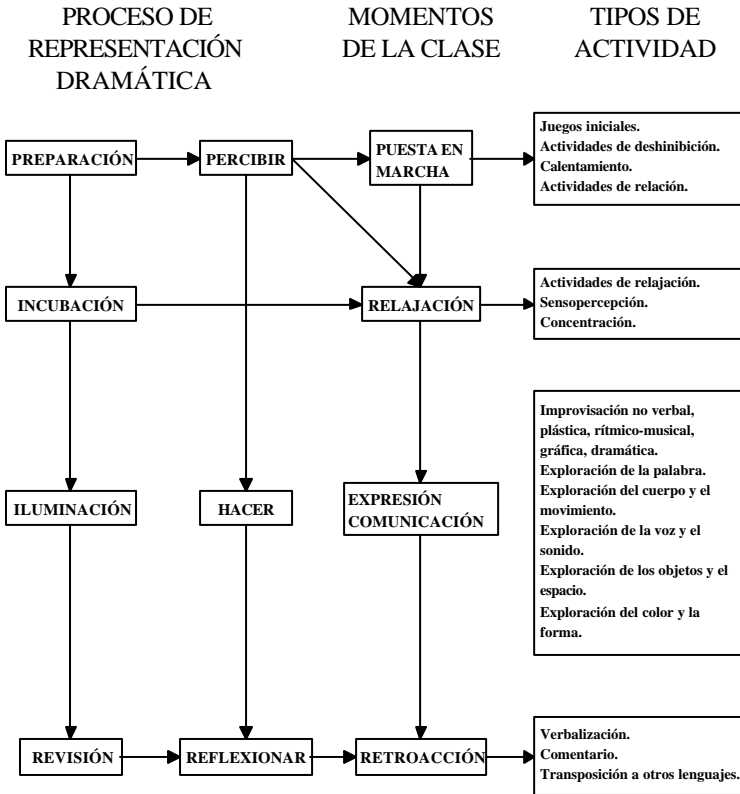 PROCESO DE
REPRESENTACIÓN
DRAMÁTICA
MOMENTOS
DE LA CLASE
TIPOS DE
ACTIVIDAD
PREPARACIÓN
PERCIBIR
PUESTA EN
MARCHA
Juegos iniciales.
Actividades de deshinibición.
Calentamiento.
Actividades de relación.
INCUBACIÓN
RELAJACIÓN
Actividades de relajación.
Sensopercepción.
Concentración.
ILUMINACIÓN
HACER
EXPRESIÓN
COMUNICACIÓN
Improvisación no verbal,
plástica, rítmico-musical,
gráfica, dramática.
Exploración de la palabra.
Exploración del cuerpo y el
movimiento.
Exploración de la voz y el
sonido.
Exploración de los objetos y el
espacio.
Exploración del color y la
forma.
REVISIÓN
REFLEXIONAR
RETROACCIÓN
Verbalización.
Comentario.
Transposición a otros lenguajes.